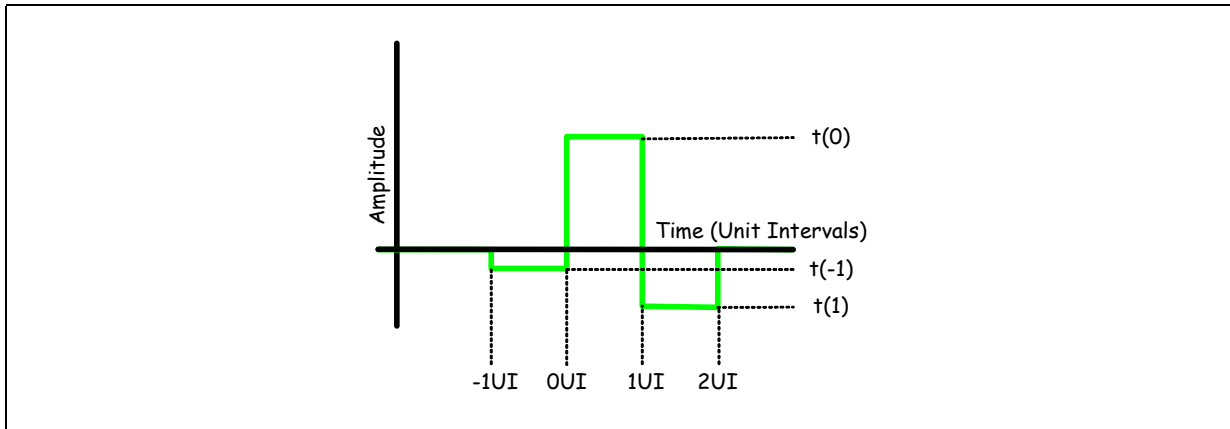 Amplitude
t(0)
Time (Unit Intervals)
t(-1)
t(1)
-1UI
0UI
1UI
2UI